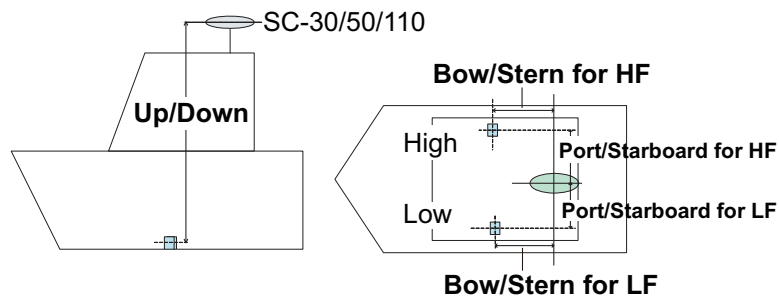 SC-30/50/110
Up/Down
Bow/Stern for HF
High
Port/Starboard for HF
Low
Port/Starboard for LF
Bow/Stern for LF